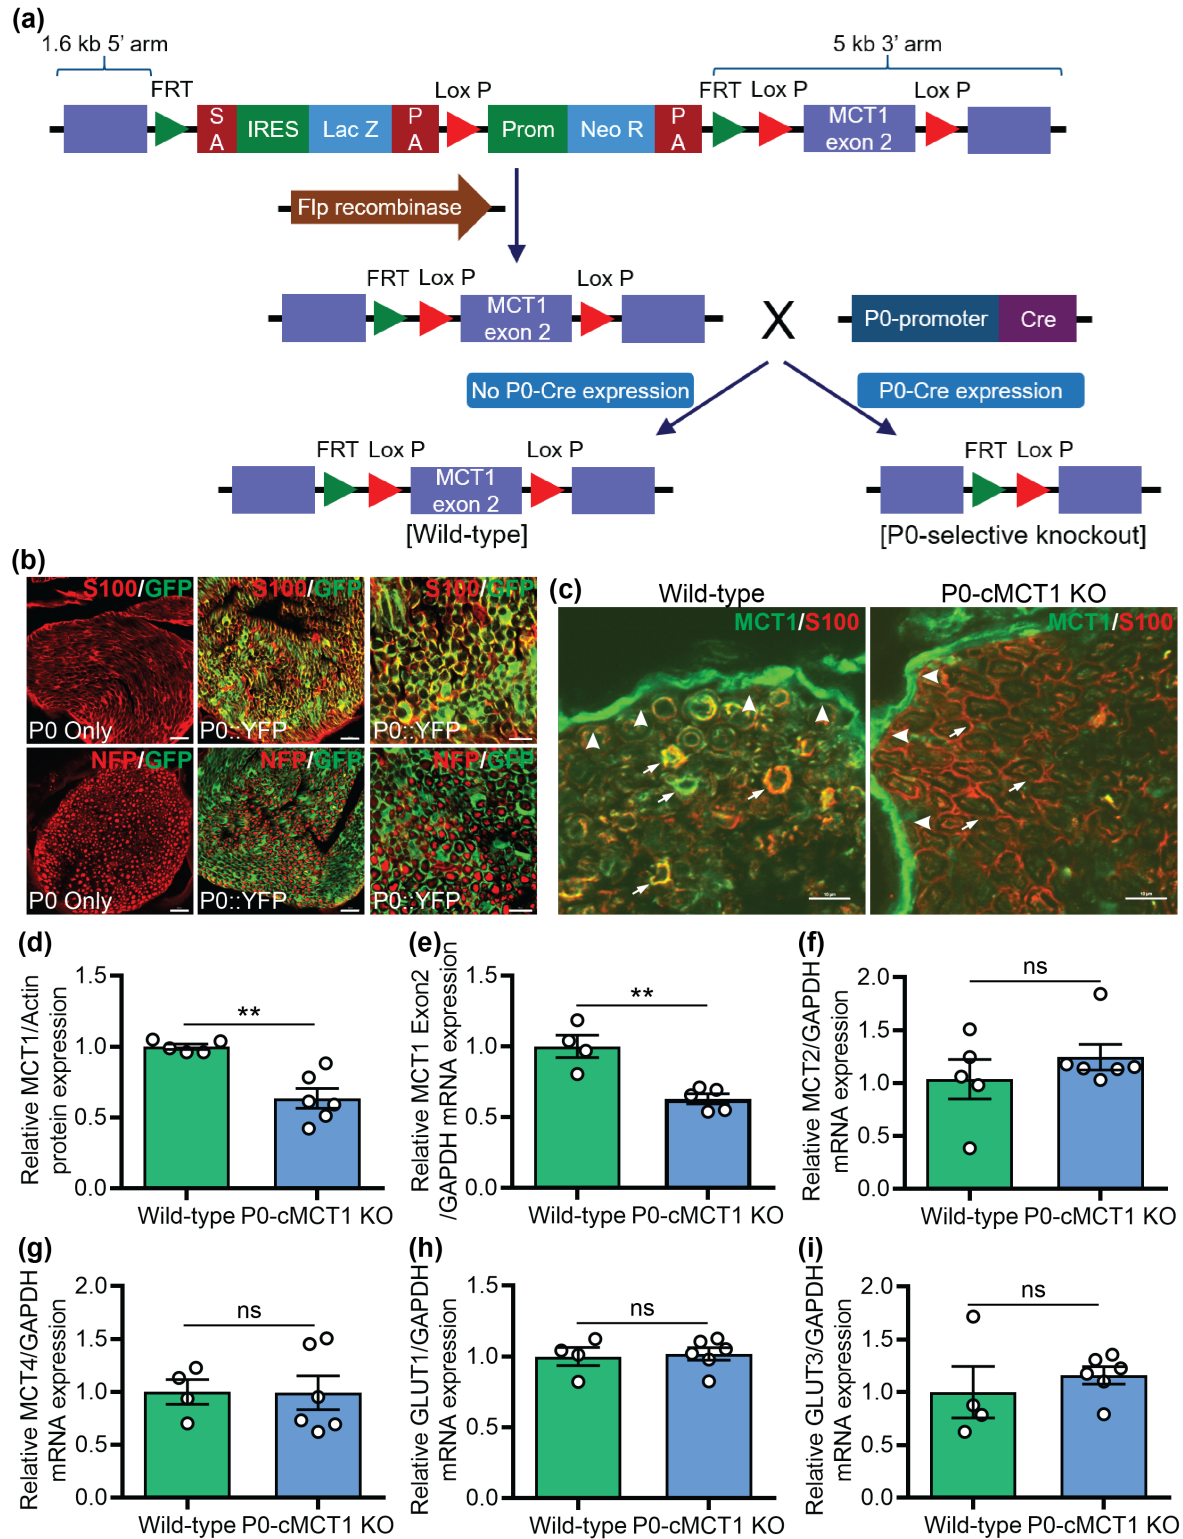 (a)
1.6 kb 5’ arm
5 kb 3’ arm
FRT
Lox P
FRT
Lox P
Lox P
S
A
IRES
Lac Z
P
A
Prom
Neo R
P
A
MCT1
exon 2
Flp recombinase
FRT
Lox P
Lox P
MCT1
exon 2
X
P0-promoter
Cre
No P0-Cre expression
P0-Cre expression
FRT
Lox P
Lox P
FRT
Lox P
MCT1
exon 2
[Wild-type]
[P0-selective knockout]
(b)
S100/GFP
P0 Only
S100/GFP
P0::YFP
S100/GFP
P0::YFP
NFP/GFP
P0 Only
NFP/GFP
P0::YFP
NFP/GFP
P0::YFP
(c)
Wild-type
P0-cMCT1 KO
MCT1/S100
MCT1/S100
10 µm
10 µm
(d)
Relative MCT1/Actin
protein expression
1.5
1.0
0.5
0.0
**
Wild-type
P0-cMCT1 KO
(e)
Relative MCT1 Exon2
/GAPDH mRNA expression
1.5
1.0
0.5
0.0
**
Wild-type
P0-cMCT1 KO
(f)
Relative MCT2/GAPDH
mRNA expression
2.0
1.5
1.0
0.5
0.0
ns
Wild-type
P0-cMCT1 KO
(g)
Relative MCT4/GAPDH
mRNA expression
2.0
1.5
1.0
0.5
0.0
ns
Wild-type
P0-cMCT1 KO
(h)
Relative GLUT1/GAPDH
mRNA expression
1.5
1.0
0.5
0.0
ns
Wild-type
P0-cMCT1 KO
(i)
Relative GLUT3/GAPDH
mRNA expression
2.0
1.5
1.0
0.5
0.0
ns
Wild-type
P0-cMCT1 KO